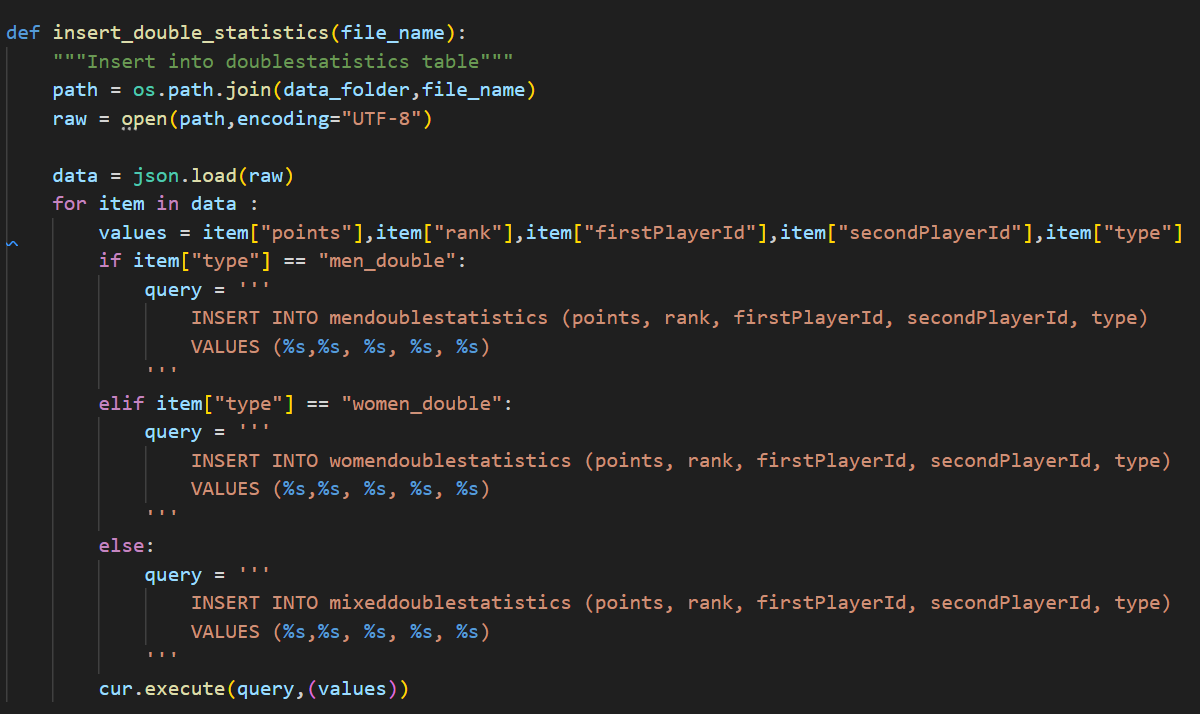 def insert_double_statistics(file_name):
    """Insert into doublestatistics table"""
    path = os.path.join(data_folder,file_name)
    raw = open(path,encoding="UTF-8")

    data = json.load(raw)
    for item in data :
        values = item["points"],item["rank"],item["firstPlayerId"],item["secondPlayerId"],item["type"]
        if item["type"] == "men_double":
            query = '''
                INSERT INTO mendoublestatistics (points, rank, firstPlayerId, secondPlayerId, type)
                VALUES (%s,%s, %s, %s, %s)
            '''
        elif item["type"] == "women_double":
            query = '''
                INSERT INTO womendoublestatistics (points, rank, firstPlayerId, secondPlayerId, type)
                VALUES (%s,%s, %s, %s, %s)
            '''
        else:
            query = '''
                INSERT INTO mixeddoublestatistics (points, rank, firstPlayerId, secondPlayerId, type)
                VALUES (%s,%s, %s, %s, %s)
            '''
        cur.execute(query,(values))